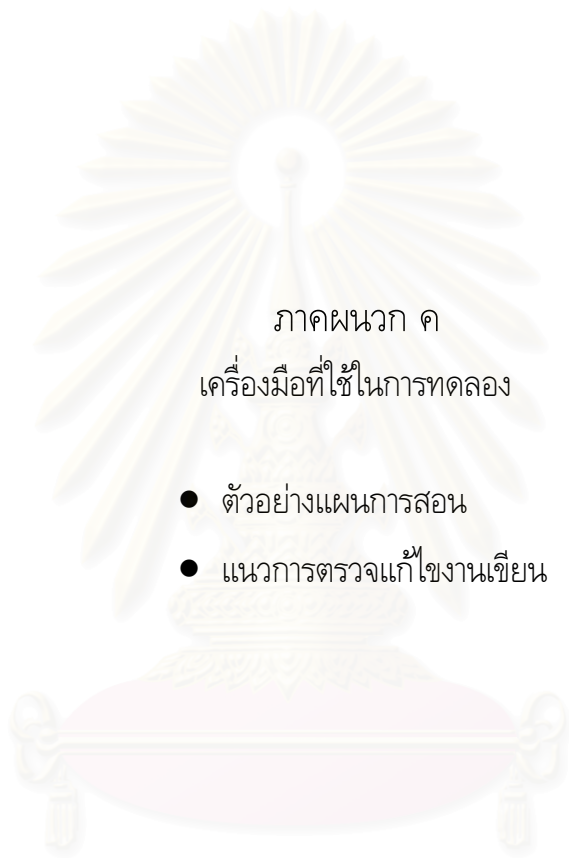 ภาคผนวก ค
เครื่องมือที่ใช้ในการทดลอง
● ตัวอย่างแผนการสอน
● แนวการตรวจแก้ไขงานเขียน